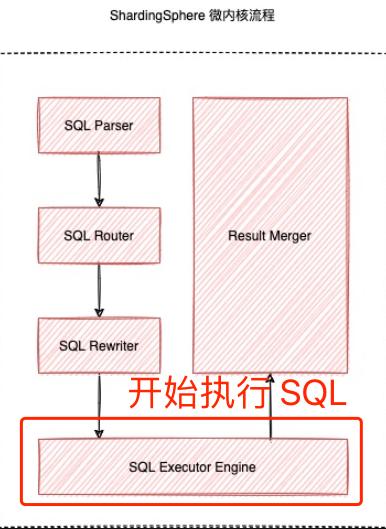 ShardingSphere 微内核流程
SQL Parser
SQL Router
Result Merger
SQL Rewriter
开始执行 SQL
SQL Executor Engine